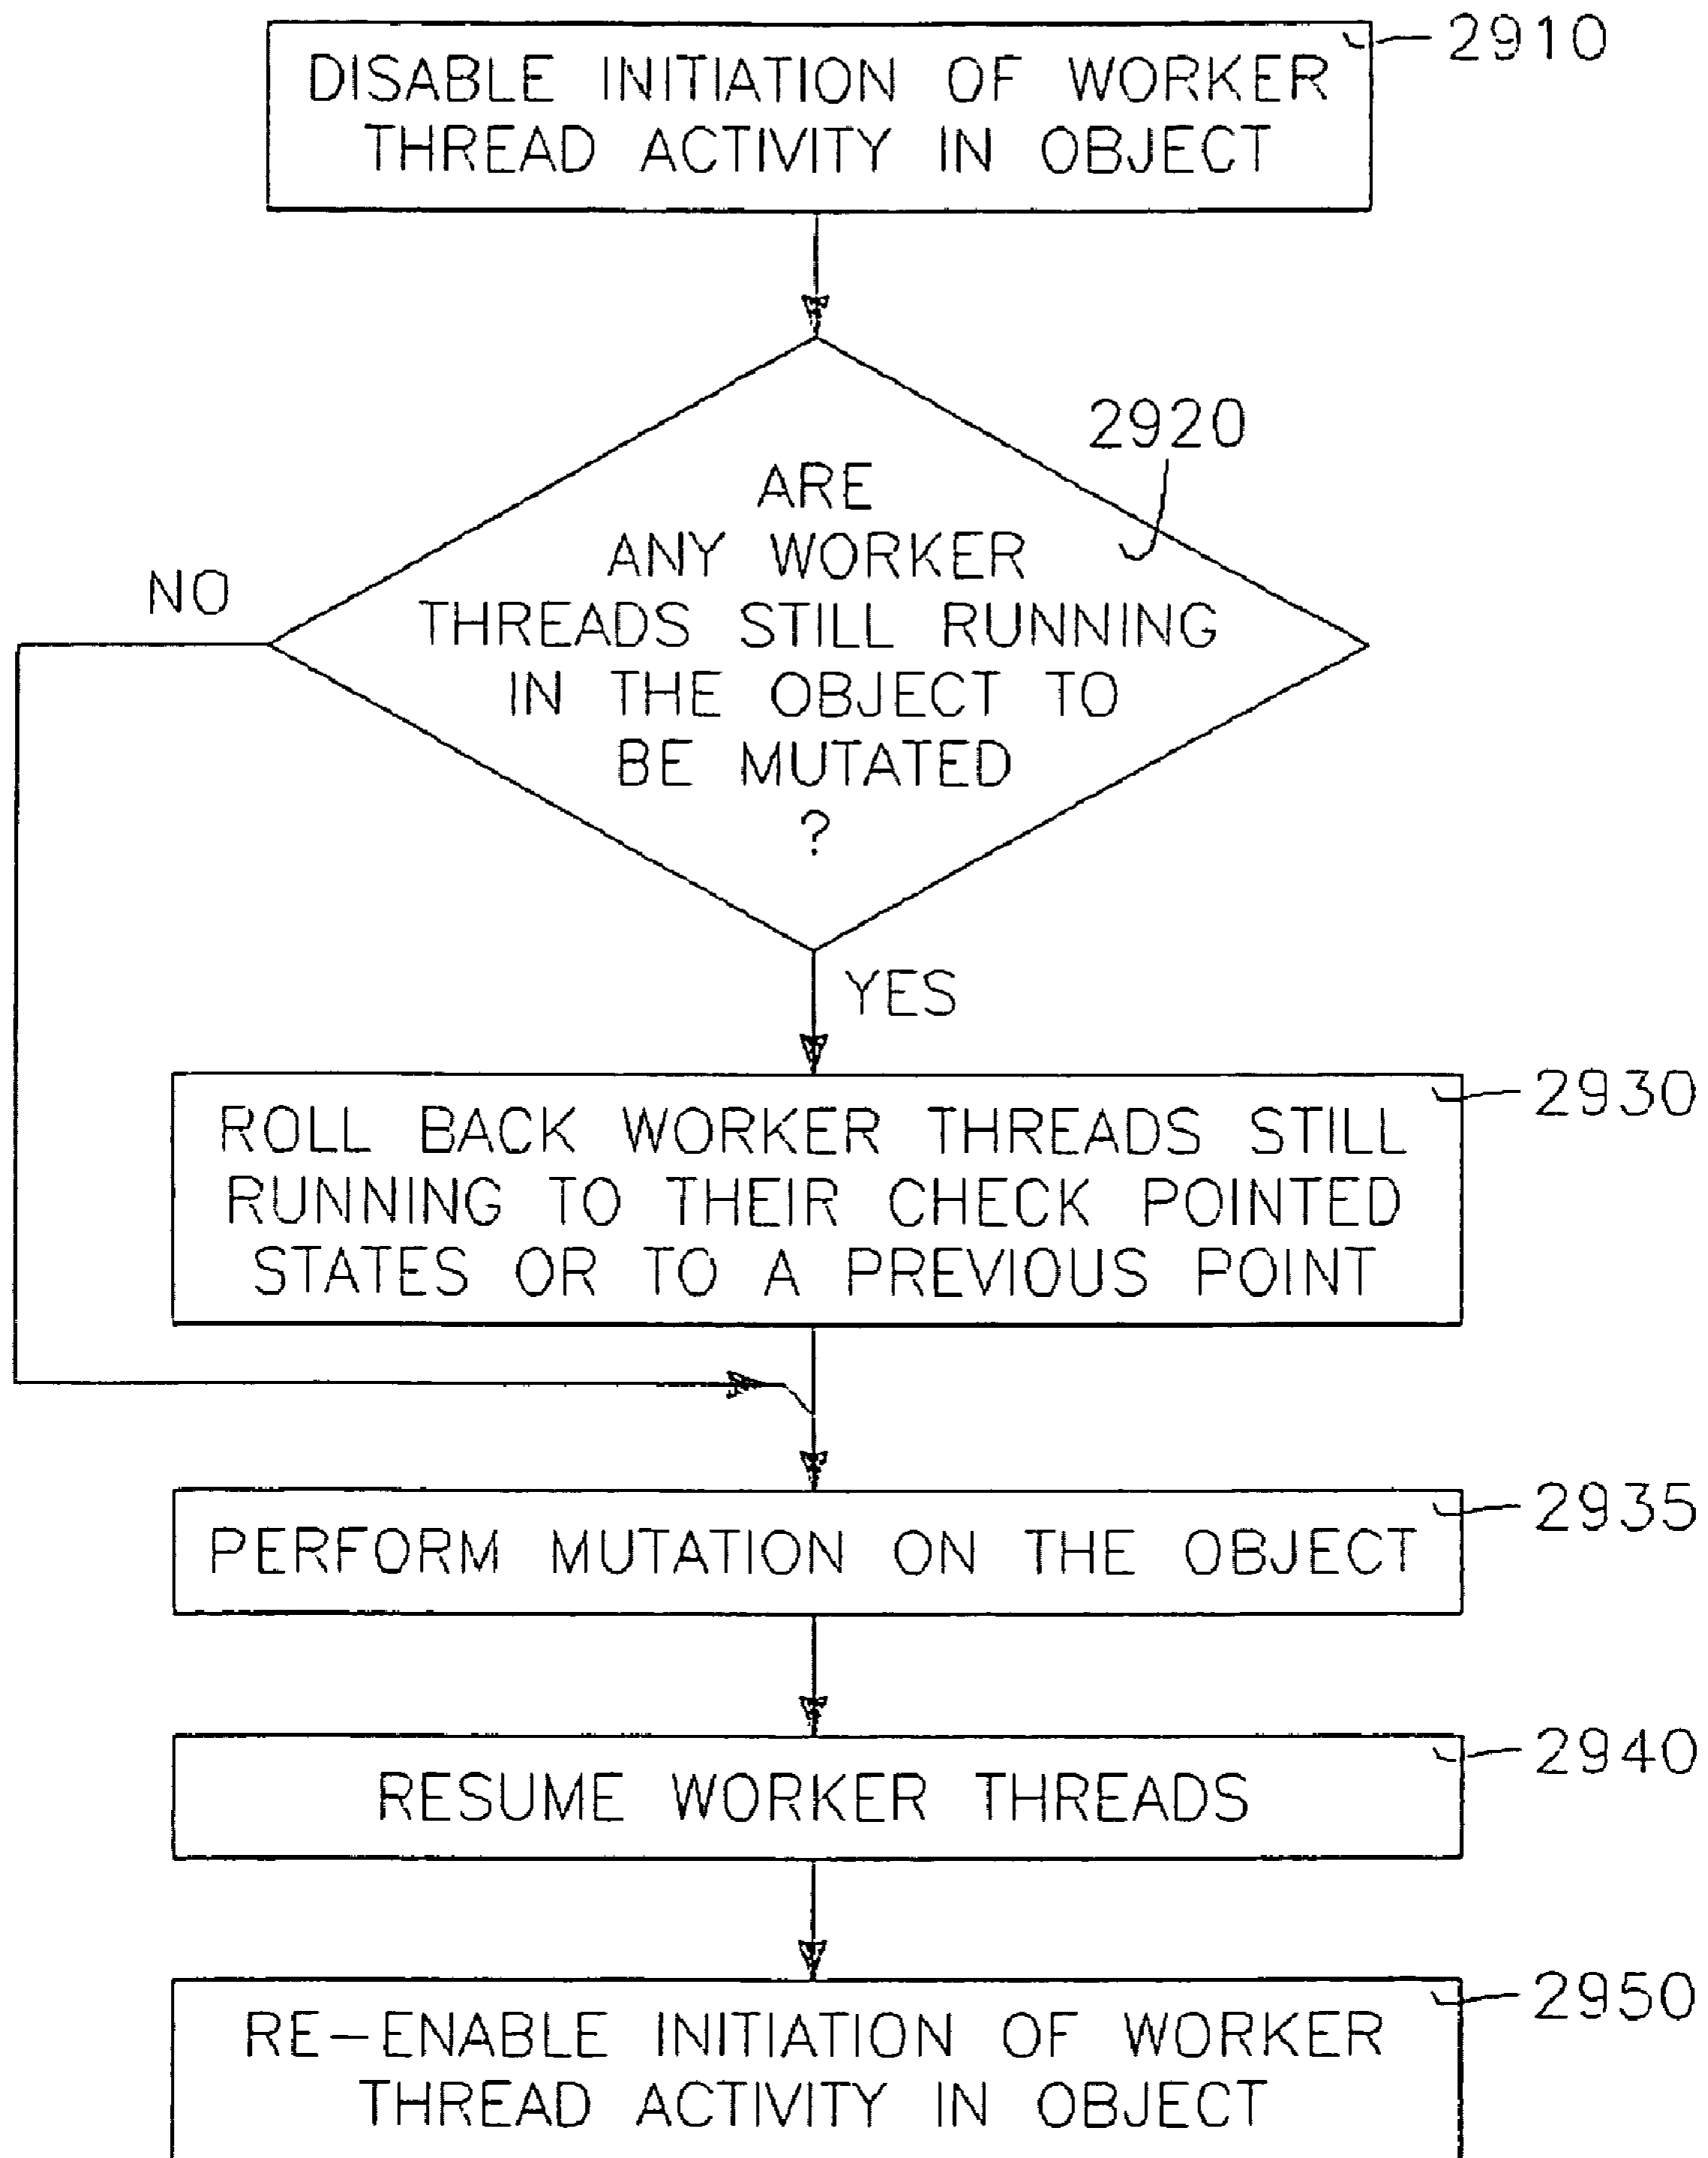 2910
DISABLE INITIATION OF WORKER
THREAD ACTIVITY IN OBJECT
2920
ARE
ANY WORKER
THREADS STILL RUNNING
IN THE OBJECT TO
BE MUTATED
?
NO
YES
2930
ROLL BACK WORKER THREADS STILL
RUNNING TO THEIR CHECK POINTED
STATES OR TO A PREVIOUS POINT
2935
PERFORM MUTATION ON THE OBJECT
2940
RESUME WORKER THREADS
2950
RE-ENABLE INITIATION OF WORKER
THREAD ACTIVITY IN OBJECT